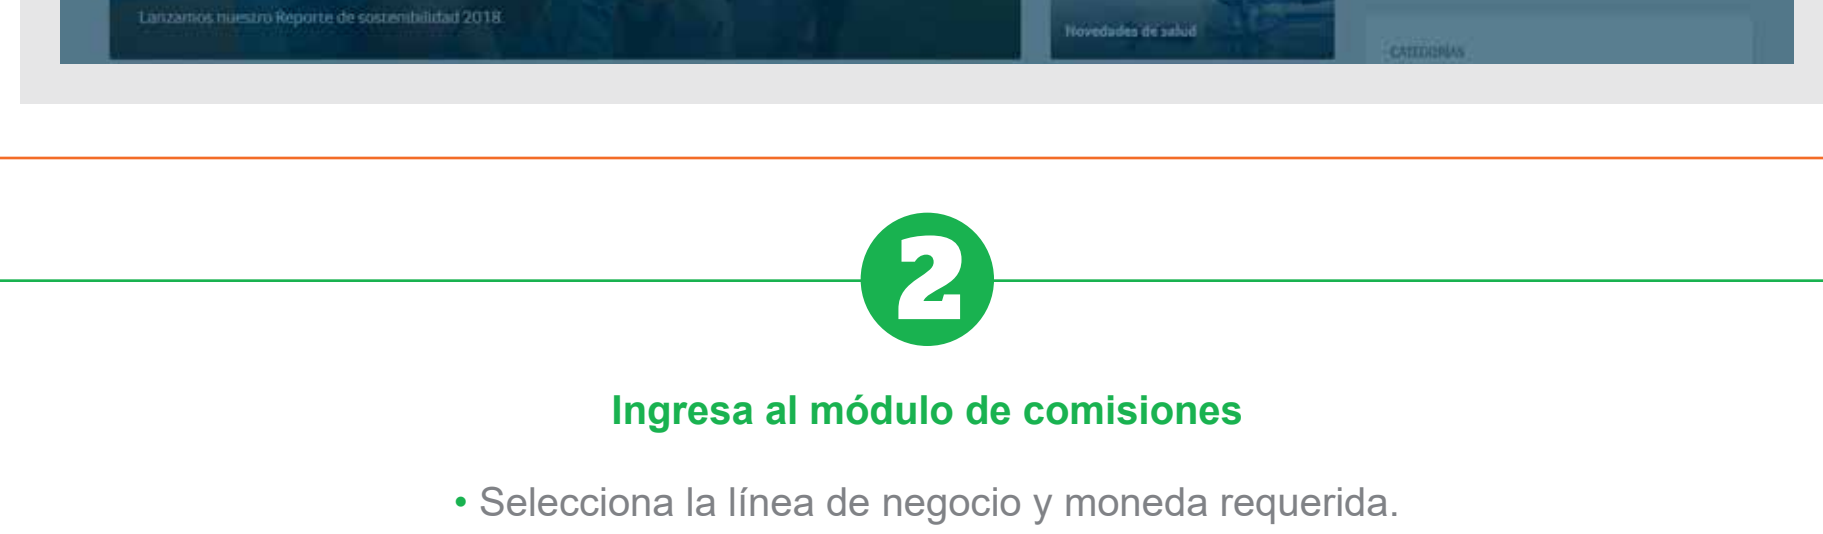 Lanzamos nuestro Reporte de sostenibilidad 2018.
Novedades de salud
CATEGORÍAS
2
Ingresa al módulo de comisiones
• Selecciona la línea de negocio y moneda requerida.